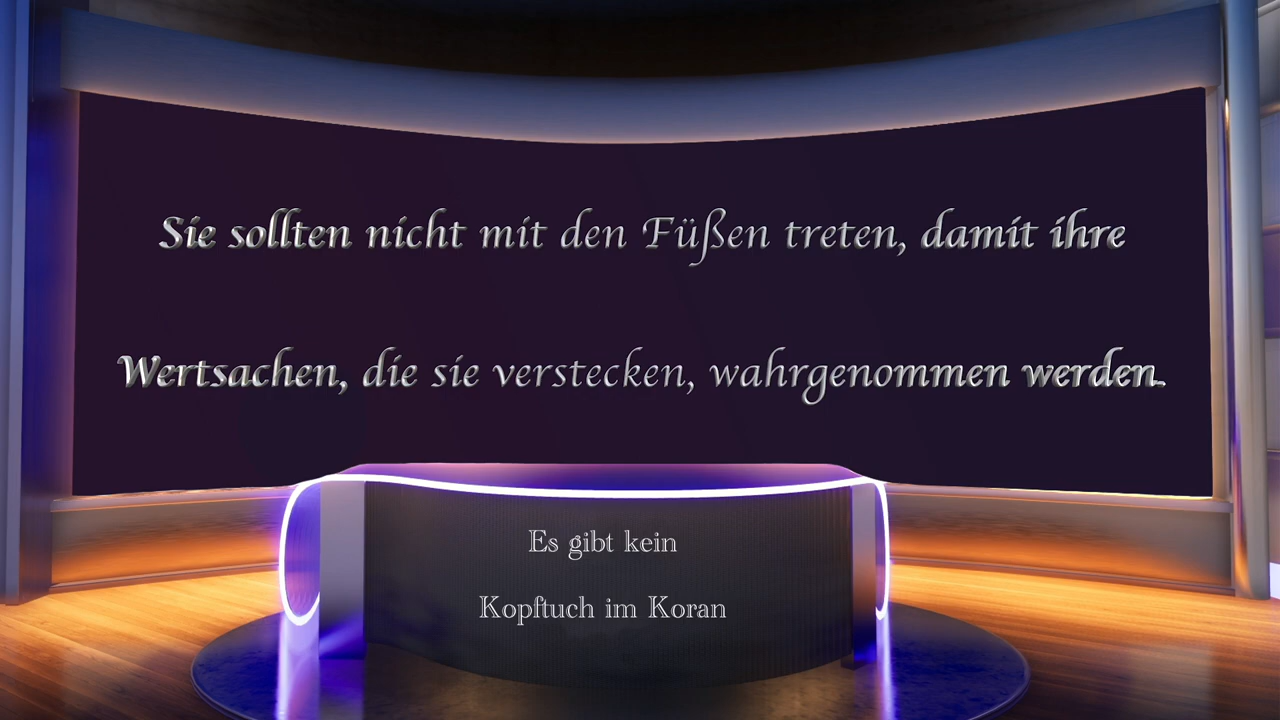 Sie sollten nicht mit den Füßen treten, damit ihre
Wertsachen, die sie verstecken, wahrgenommen werden.
Es gibt kein
Kopftuch im Koran